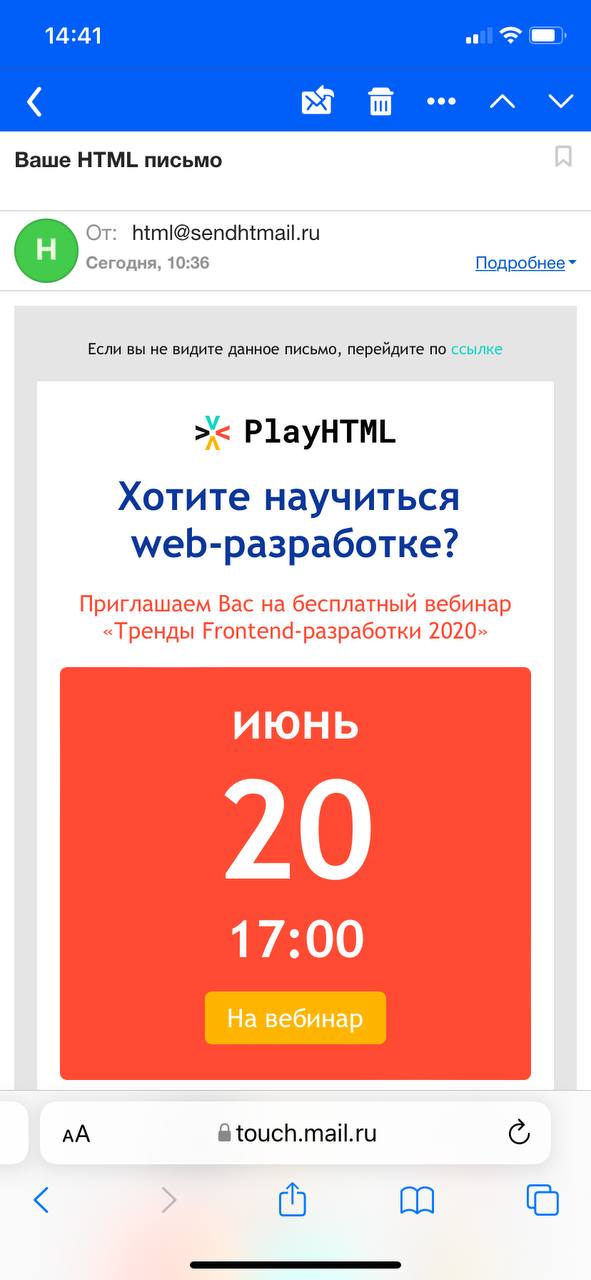 14:41
Ваше HTML письмо
H
От: html@sendhtmail.ru
Сегодня, 10:36
Подробнее
Если вы не видите данное письмо, перейдите по ссылке
PlayHTML
Хотите научиться
web-разработке?
Приглашаем Вас на бесплатный вебинар
«Тренды Frontend-разработки 2020»
ИЮНЬ
20
17:00
На вебинар
AA touch.mail.ru